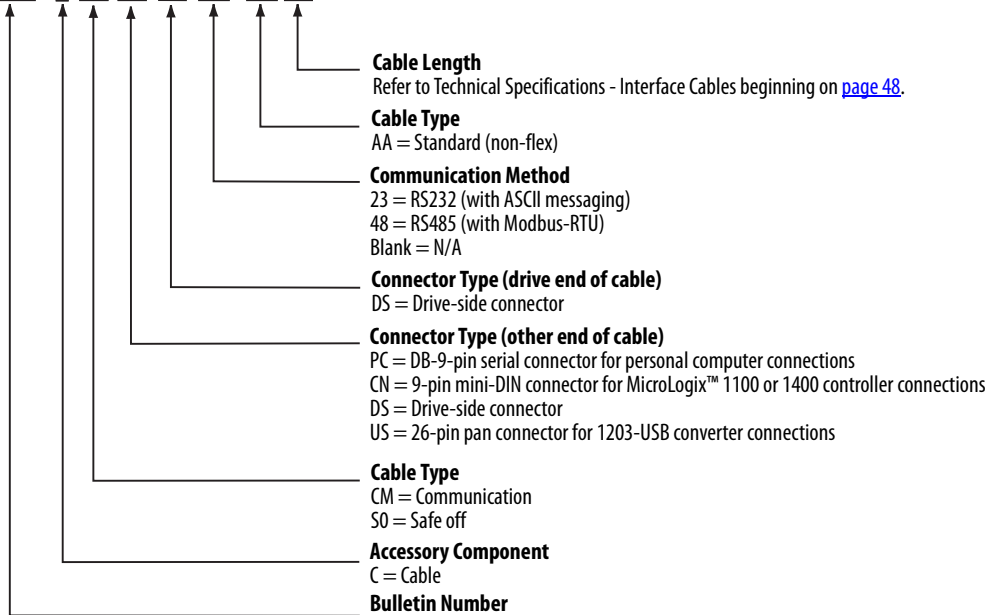 Cable Length
Refer to Technical Specifications - Interface Cables beginning on page 48.
Cable Type
AA = Standard (non-flex)
Communication Method
23 = RS232 (with ASCII messaging)
48 = RS485 (with Modbus-RTU)
Blank = N/A
Connector Type (drive end of cable)
DS = Drive-side connector
Connector Type (other end of cable)
PC = DB-9-pin serial connector for personal computer connections
CN = 9-pin mini-DIN connector for MicroLogix™ 1100 or 1400 controller connections
DS = Drive-side connector
US = 26-pin pan connector for 1203-USB converter connections
Cable Type
CM = Communication
S0 = Safe off
Accessory Component
C = Cable
Bulletin Number